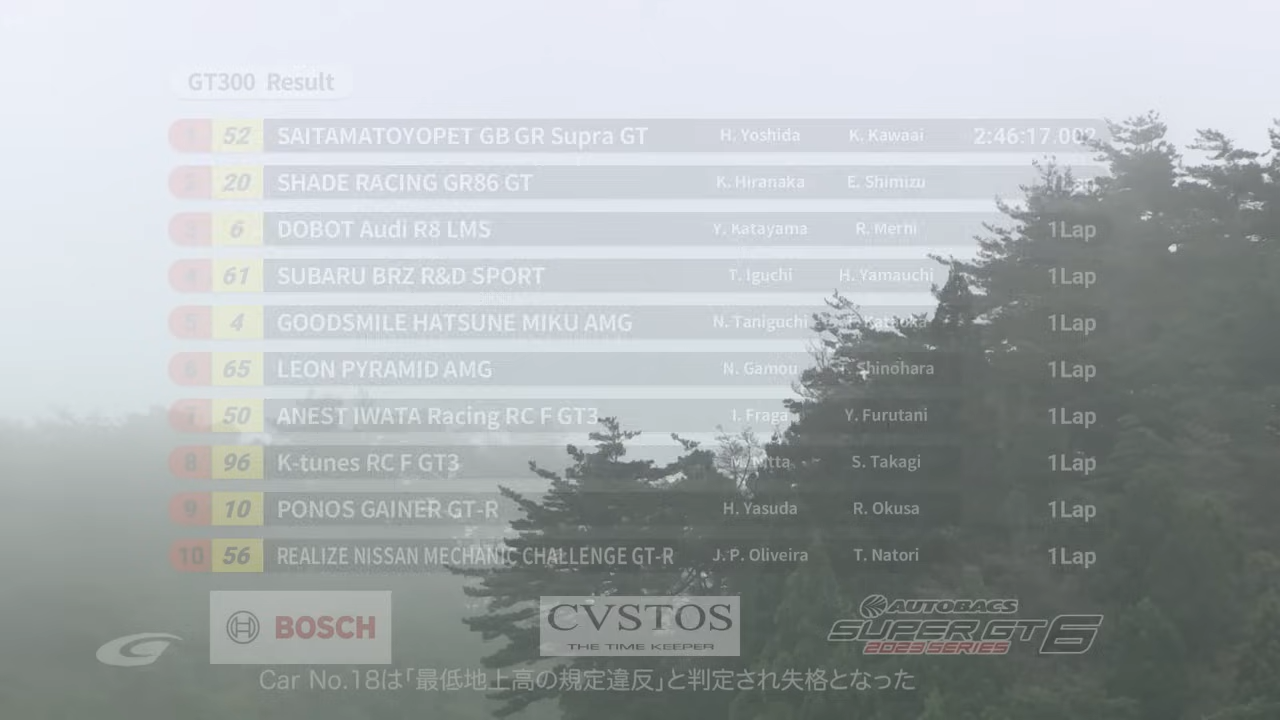 GT300 Result
1 52 SAITAMATOYOPET GB GR Supra GT H. Yoshida K. Kawaai 2:46:17.002
2 20 SHADE RACING GR86 GT K. Hiranaka E. Shimizu
3 6 DOBOT Audi R8 LMS Y. Katayama R. Merhi 1Lap
4 61 SUBARU BRZ R&D SPORT T. Iguchi H. Yamauchi 1Lap
5 4 GOODSMILE HATSUNE MIKU AMG N. Taniguchi T. Kataoka 1Lap
6 65 LEON PYRAMID AMG N. Gamou T. Shinohara 1Lap
7 50 ANEST IWATA Racing RC F GT3 I. Fraga Y. Furutani 1Lap
8 96 K-tunes RC F GT3 M. Nitta S. Takagi 1Lap
9 10 PONOS GAINER GT-R H. Yasuda R. Okusa 1Lap
10 56 REALIZE NISSAN MECHANIC CHALLENGE GT-R J. P. Oliveira T. Natori 1Lap
BOSCH
CVSTOS
THE TIME KEEPER
AUTOBACS
SUPER GT 6
2023 SERIES
Car No.18は「最低地上高の規定違反」と判定され失格となった